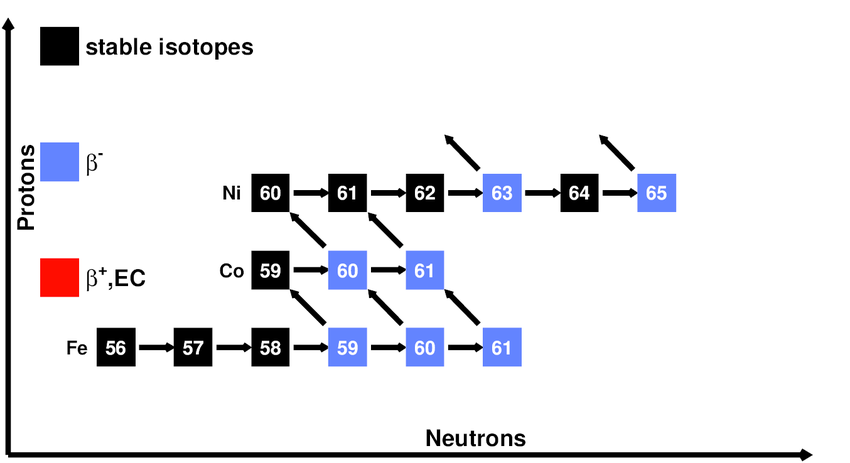 stable isotopes
β-
β+,EC
Protons
Ni 60 61 62 63 64 65
Co 59 60 61
Fe 56 57 58 59 60 61
Neutrons